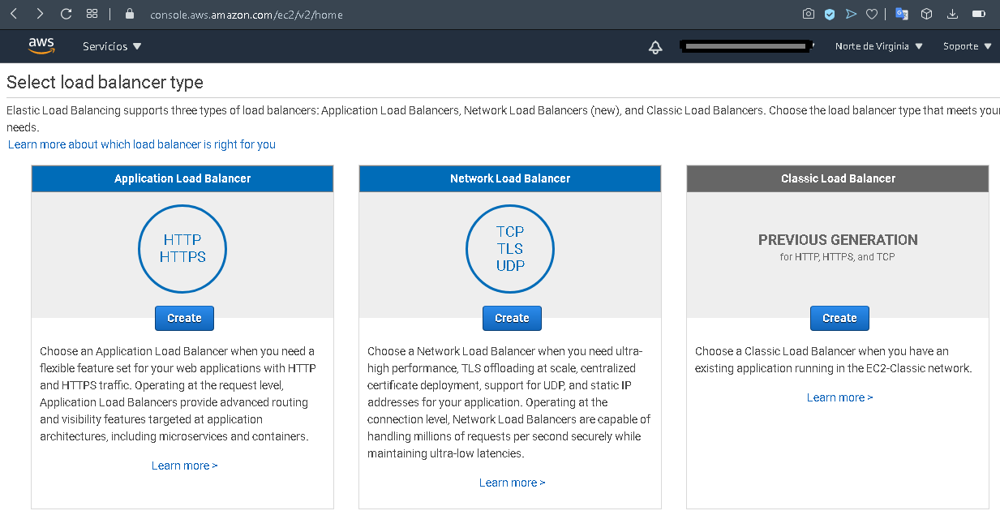 console.aws.amazon.com/ec2/v2/home
aws
Servicios
Norte de Virginia
Soporte
Select load balancer type
Elastic Load Balancing supports three types of load balancers: Application Load Balancers, Network Load Balancers (new), and Classic Load Balancers. Choose the load balancer type that meets your
needs.
Learn more about which load balancer is right for you
Application Load Balancer
HTTP
HTTPS
Create
Choose an Application Load Balancer when you need a
flexible feature set for your web applications with HTTP
and HTTPS traffic. Operating at the request level,
Application Load Balancers provide advanced routing
and visibility features targeted at application
architectures, including microservices and containers.
Learn more >
Network Load Balancer
TCP
TLS
UDP
Create
Choose a Network Load Balancer when you need ultra-
high performance, TLS offloading at scale, centralized
certificate deployment, support for UDP, and static IP
addresses for your application. Operating at the
connection level, Network Load Balancers are capable of
handling millions of requests per second securely while
maintaining ultra-low latencies.
Learn more >
Classic Load Balancer
PREVIOUS GENERATION
for HTTP, HTTPS, and TCP
Create
Choose a Classic Load Balancer when you have an
existing application running in the EC2-Classic network.
Learn more >